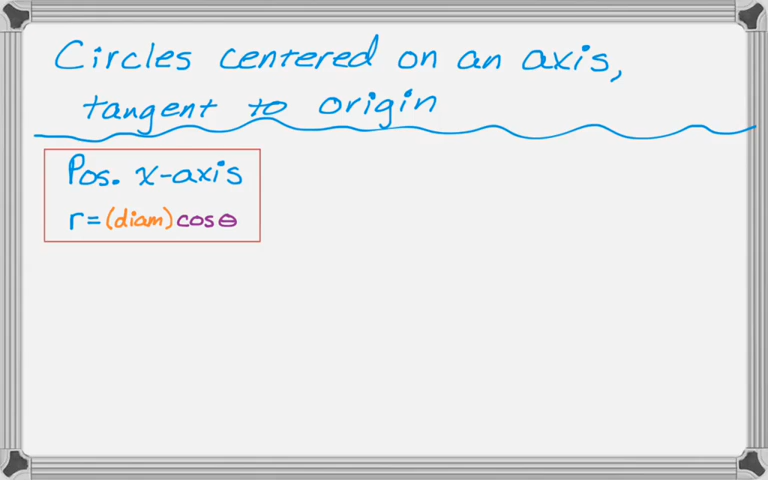 Circles centered on an axis,
tangent to origin
Pos. x-axis
r=(diam)cosθ